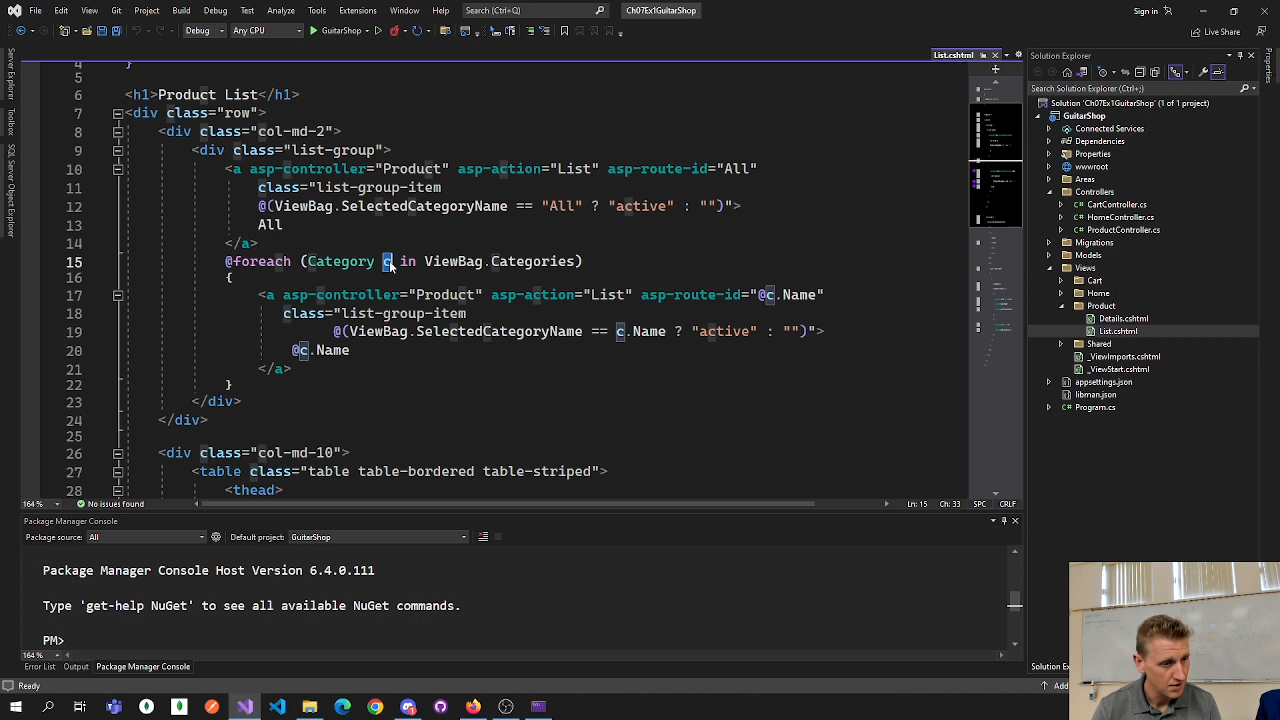 File Edit View Git Project Build Debug Test Analyze Tools Extensions Window Help Search (Ctrl+Q) Ch07Ex1GuitarShop Sign in
Debug Any CPU GuitarShop Live Share
Server Explorer
Toolbox
SQL Server Object Explorer
List.cshtml
4 }
5
6 <h1>Product List</h1>
7 <div class="row">
8 <div class="col-md-2">
9 <div class="list-group">
10 <a asp-controller="Product" asp-action="List" asp-route-id="All"
11 class="list-group-item
12 @(ViewBag.SelectedCategoryName == "All" ? "active" : "")">
13 All
14 </a>
15 @foreach (Category c in ViewBag.Categories)
16 {
17 <a asp-controller="Product" asp-action="List" asp-route-id="@c.Name"
18 class="list-group-item
19 @(ViewBag.SelectedCategoryName == c.Name ? "active" : "")">
20 @c.Name
21 </a>
22 }
23 </div>
24 </div>
25
26 <div class="col-md-10">
27 <table class="table table-bordered table-striped">
28 <thead>
164 % No issues found Ln: 15 Ch: 33 SPC CRLF
Package Manager Console
Package source: All Default project: GuitarShop
Package Manager Console Host Version 6.4.0.111
Type 'get-help NuGet' to see all available NuGet commands.
PM>
164 %
Error List Output Package Manager Console
Ready
Solution Explorer
Search Solution Explorer (Ctrl+;)
Solution 'Ch07Ex1GuitarShop' (1 of 1 project)
GuitarShop
Connected Services
Dependencies
Properties
wwwroot
Areas
Controllers
CartController.cs
HomeController.cs
ProductController.cs
Migrations
Models
Views
Cart
Home
Product
Details.cshtml
List.cshtml
Shared
_ViewImports.cshtml
_ViewStart.cshtml
appsettings.json
libman.json
Program.cs
Properties